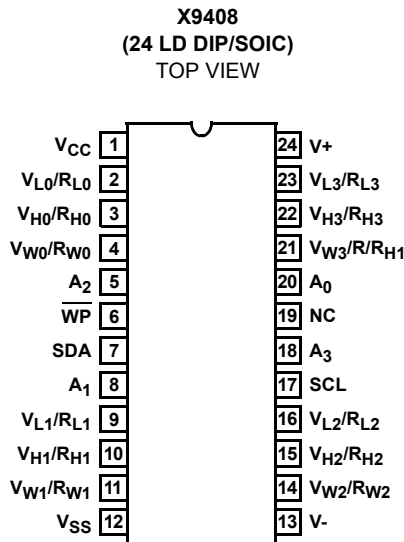 X9408
(24 LD DIP/SOIC)
TOP VIEW
VCC 1 24 V+
VL0/RL0 2 23 VL3/RL3
VH0/RH0 3 22 VH3/RH3
VW0/RW0 4 21 VW3/R/RH1
A2 5 20 A0
WP 6 19 NC
SDA 7 18 A3
A1 8 17 SCL
VL1/RL1 9 16 VL2/RL2
VH1/RH1 10 15 VH2/RH2
VW1/RW1 11 14 VW2/RW2
VSS 12 13 V-